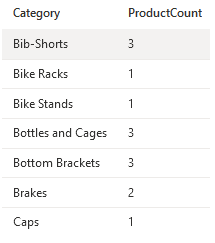 Category ProductCount
Bib-Shorts 3
Bike Racks 1
Bike Stands 1
Bottles and Cages 3
Bottom Brackets 3
Brakes 2
Caps 1